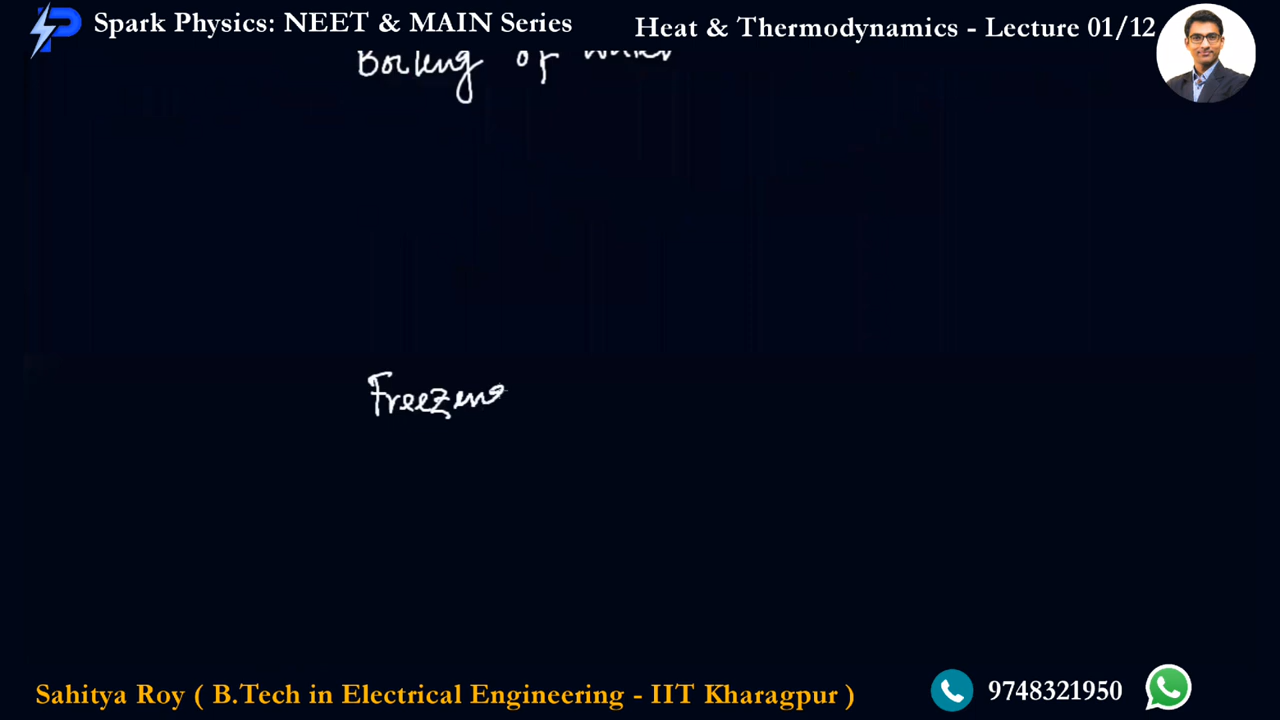 Spark Physics: NEET & MAIN Series
Heat & Thermodynamics - Lecture 01/12
Boiling of water
Freezing
Sahitya Roy ( B.Tech in Electrical Engineering - IIT Kharagpur )
9748321950